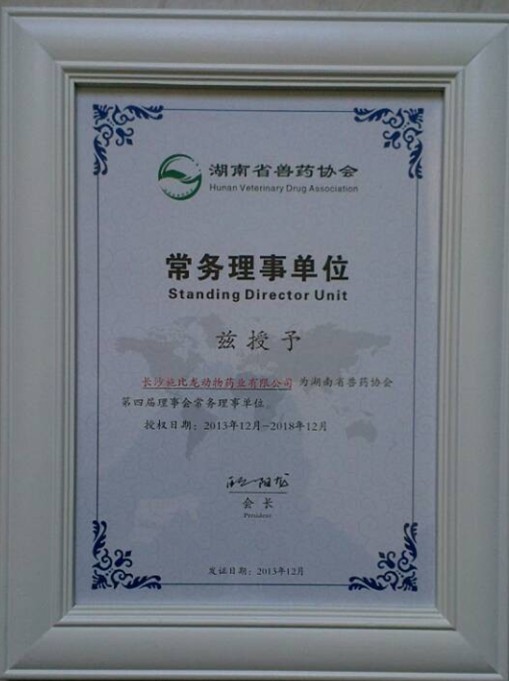 湖南省兽药协会
Hunan Veterinary Drug Association
常务理事单位
Standing Director Unit
兹授予
长沙施比龙动物药业有限公司 为湖南省兽药协会
第四届理事会常务理事单位
授权日期：2013年12月-2018年12月
会长
President
发证日期：2013年12月